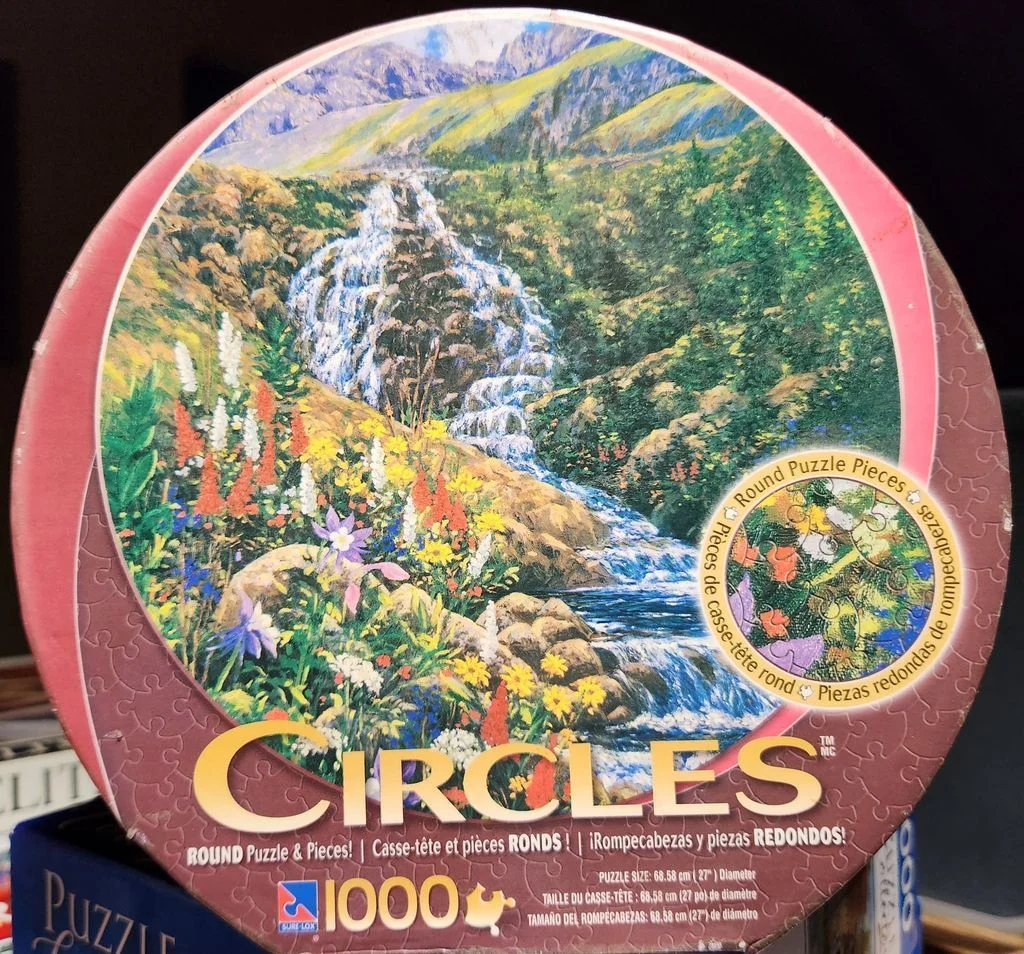 Round Puzzle Pieces
Pièces de casse-tête rond
Piezas redondas de rompecabezas
CIRCLES TM MC
ROUND Puzzle & Pieces! | Casse-tête et pièces RONDS ! | ¡Rompecabezas y piezas REDONDOS!
SURE-LOX
1000
PUZZLE SIZE: 68.58 cm ( 27" ) Diameter
TAILLE DU CASSE-TÊTE : 68.58 cm (27 po) de diamètre
TAMAÑO DEL ROMPECABEZAS: 68.58 cm (27") de diámetro
PUZZLE